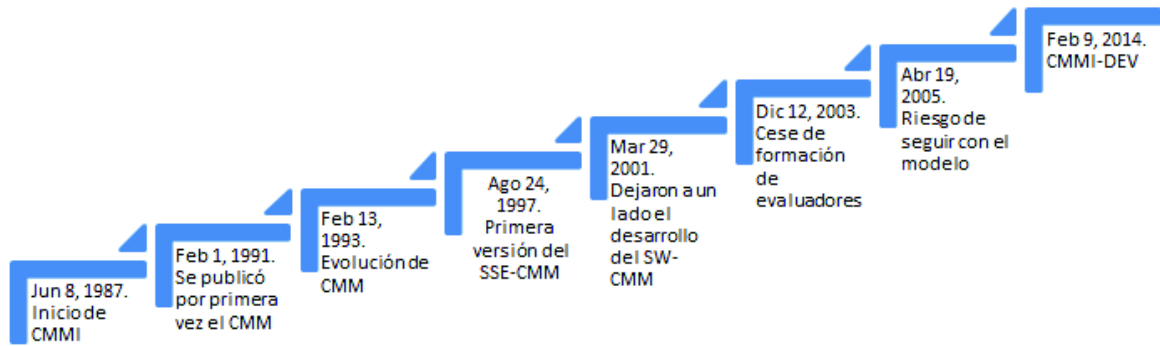 Jun 8, 1987.
Inicio de
CMMI
Feb 1, 1991.
Se publicó
por primera
vez el CMM
Feb 13,
1993.
Evolución de
CMM
Ago 24,
1997.
Primera
versión del
SSE-CMM
Mar 29,
2001.
Dejaron a un
lado el
desarrollo
del SW-
CMM
Dic 12, 2003.
Cese de
formación
de
evaluadores
Abr 19,
2005.
Riesgo de
seguir con el
modelo
Feb 9, 2014.
CMMI-DEV